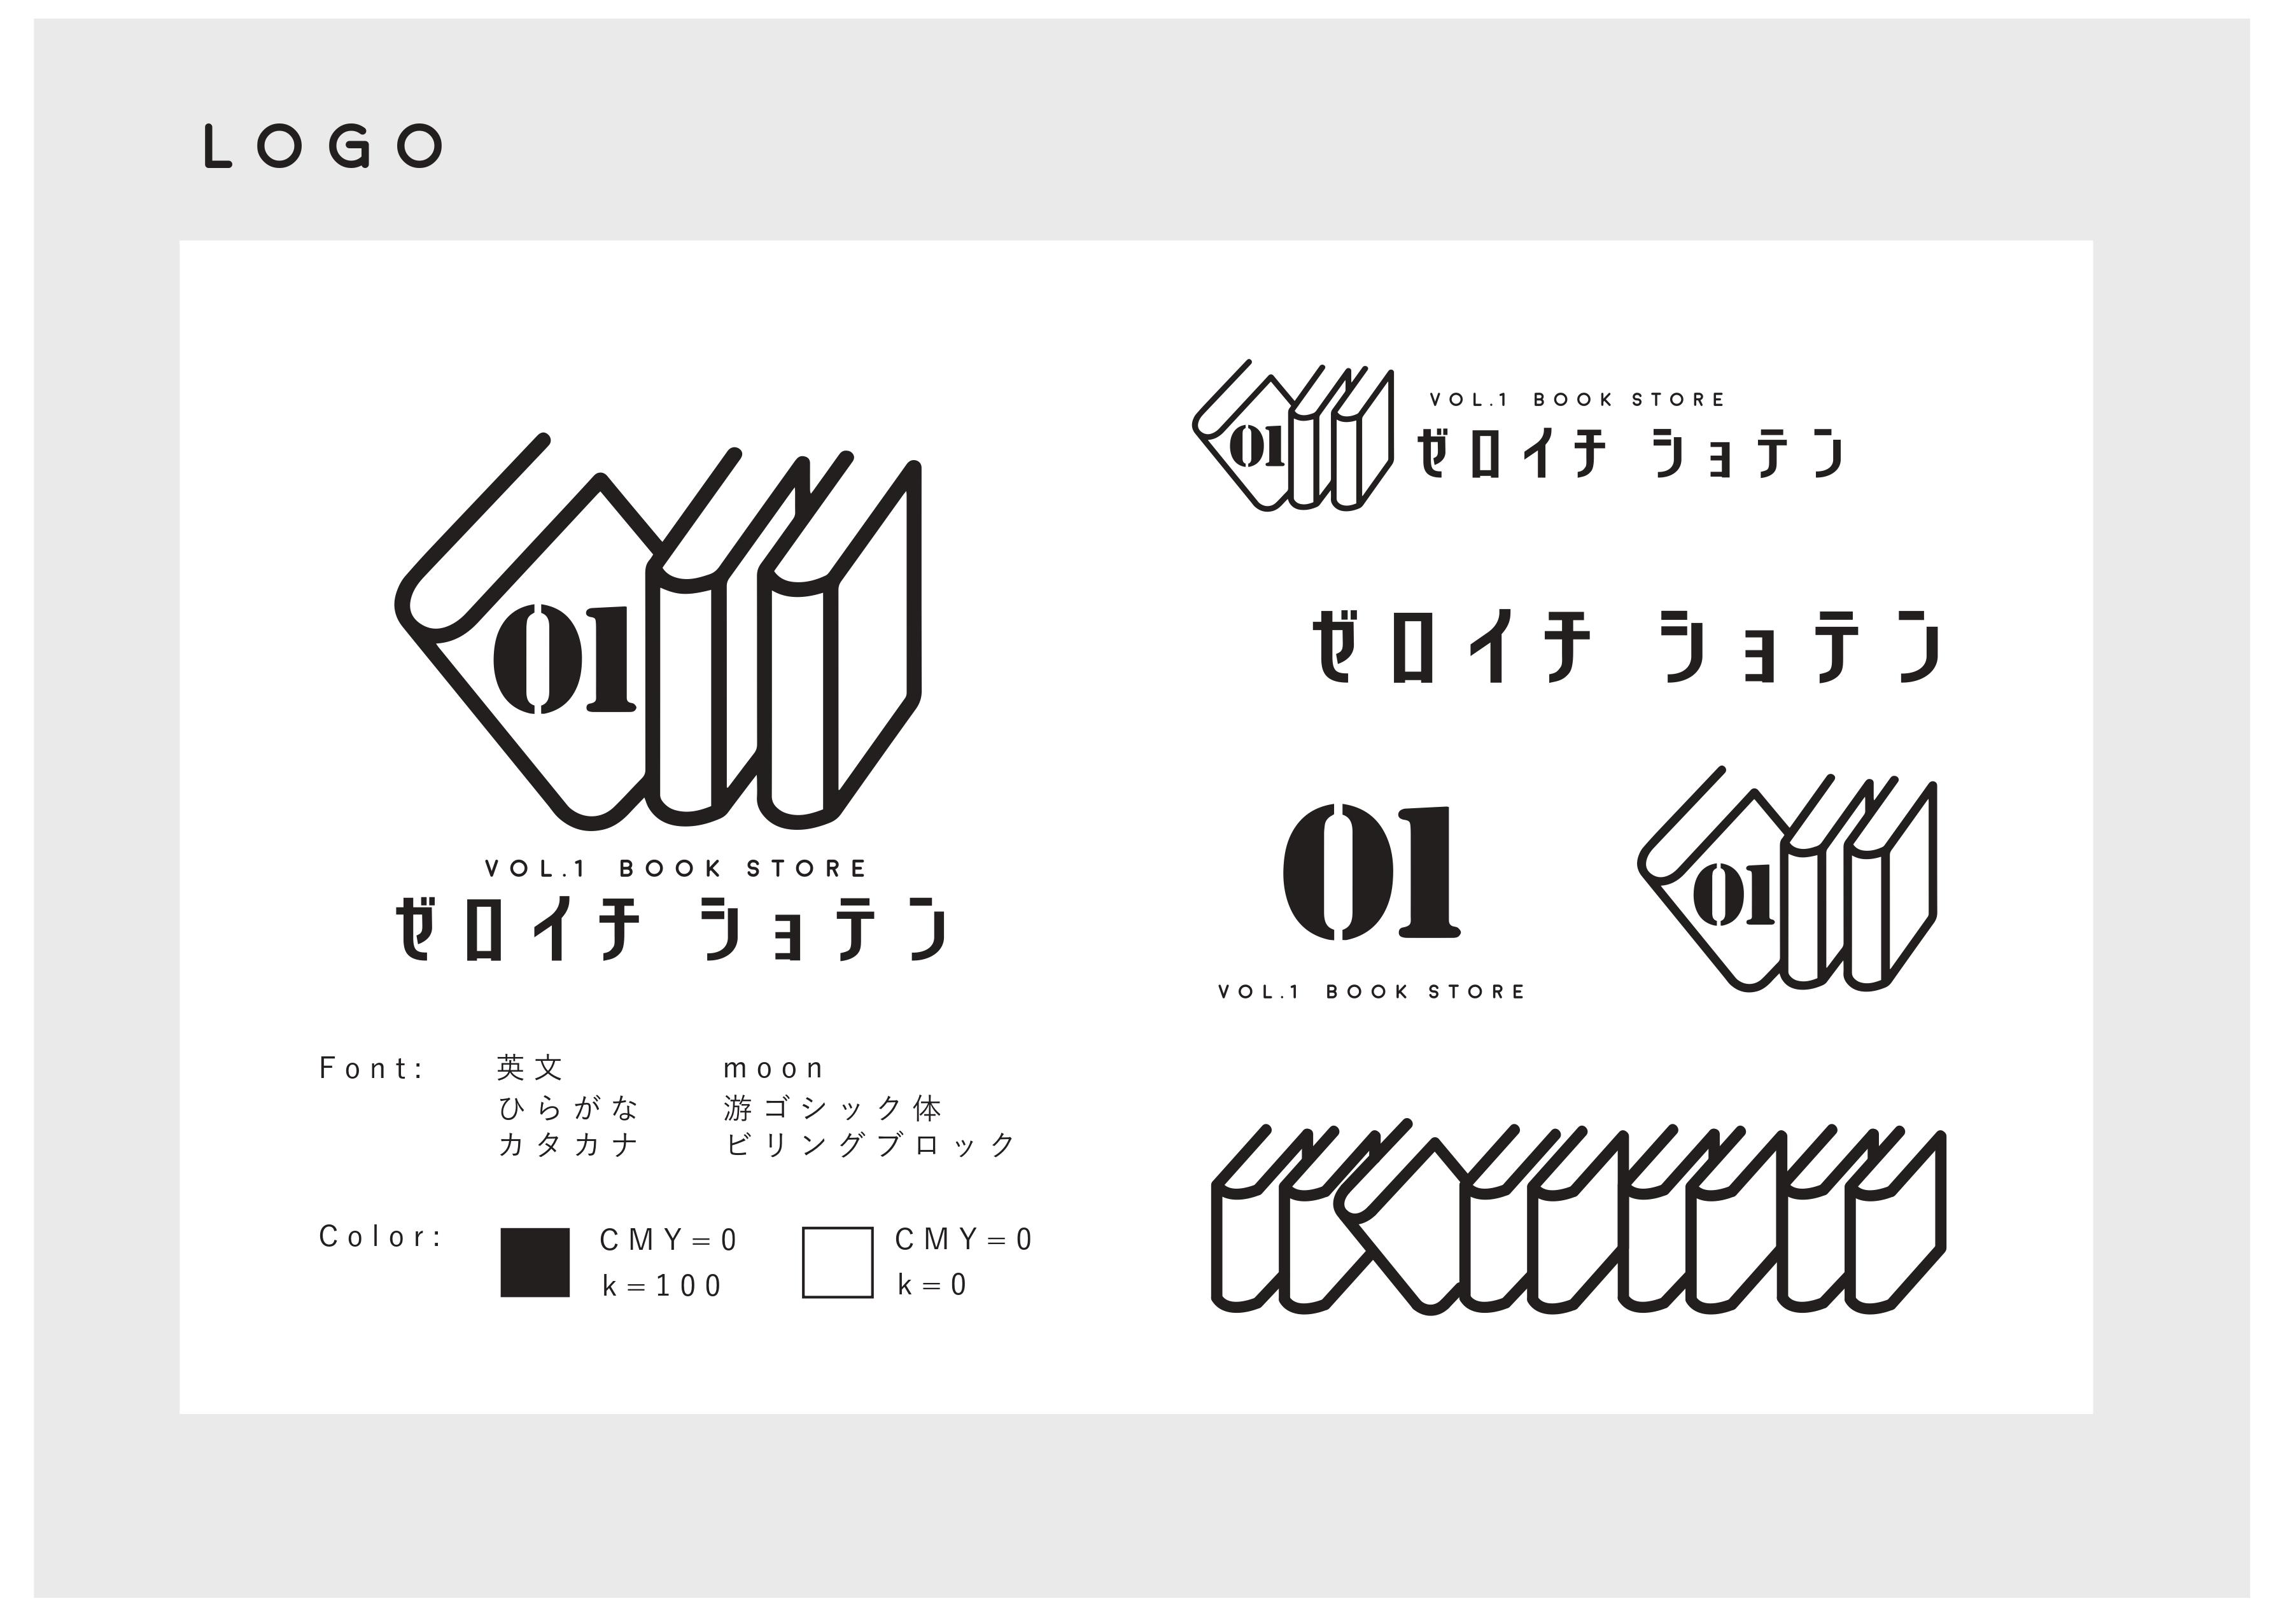 LOGO
01
VOL.1 BOOK STORE
ゼロイチ ショテン
Font: 英文 moon
ひらがな 游ゴシック体
カタカナ ビリングブロック
Color: CMY=0 CMY=0
k=100 k=0
01
VOL.1 BOOK STORE
ゼロイチ ショテン
ゼロイチ ショテン
01
VOL.1 BOOK STORE
01